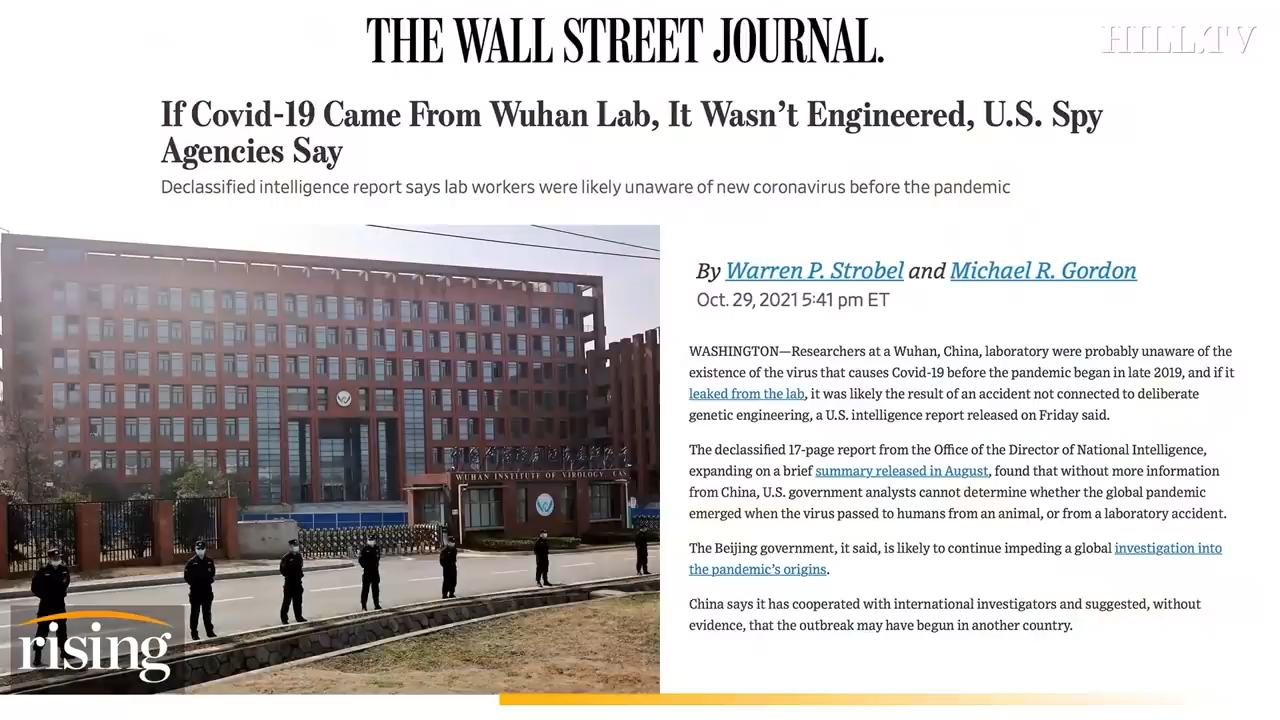 THE WALL STREET JOURNAL.
HILL.TV
If Covid-19 Came From Wuhan Lab, It Wasn't Engineered, U.S. Spy
Agencies Say
Declassified intelligence report says lab workers were likely unaware of new coronavirus before the pandemic
By Warren P. Strobel and Michael R. Gordon
Oct. 29, 2021 5:41 pm ET
WASHINGTON—Researchers at a Wuhan, China, laboratory were probably unaware of the
existence of the virus that causes Covid-19 before the pandemic began in late 2019, and if it
leaked from the lab, it was likely the result of an accident not connected to deliberate
genetic engineering, a U.S. intelligence report released on Friday said.
The declassified 17-page report from the Office of the Director of National Intelligence,
expanding on a brief summary released in August, found that without more information
from China, U.S. government analysts cannot determine whether the global pandemic
emerged when the virus passed to humans from an animal, or from a laboratory accident.
The Beijing government, it said, is likely to continue impeding a global investigation into
the pandemic's origins.
China says it has cooperated with international investigators and suggested, without
evidence, that the outbreak may have begun in another country.
WUHAN INSTITUTE OF VIROLOGY, CAS
rising